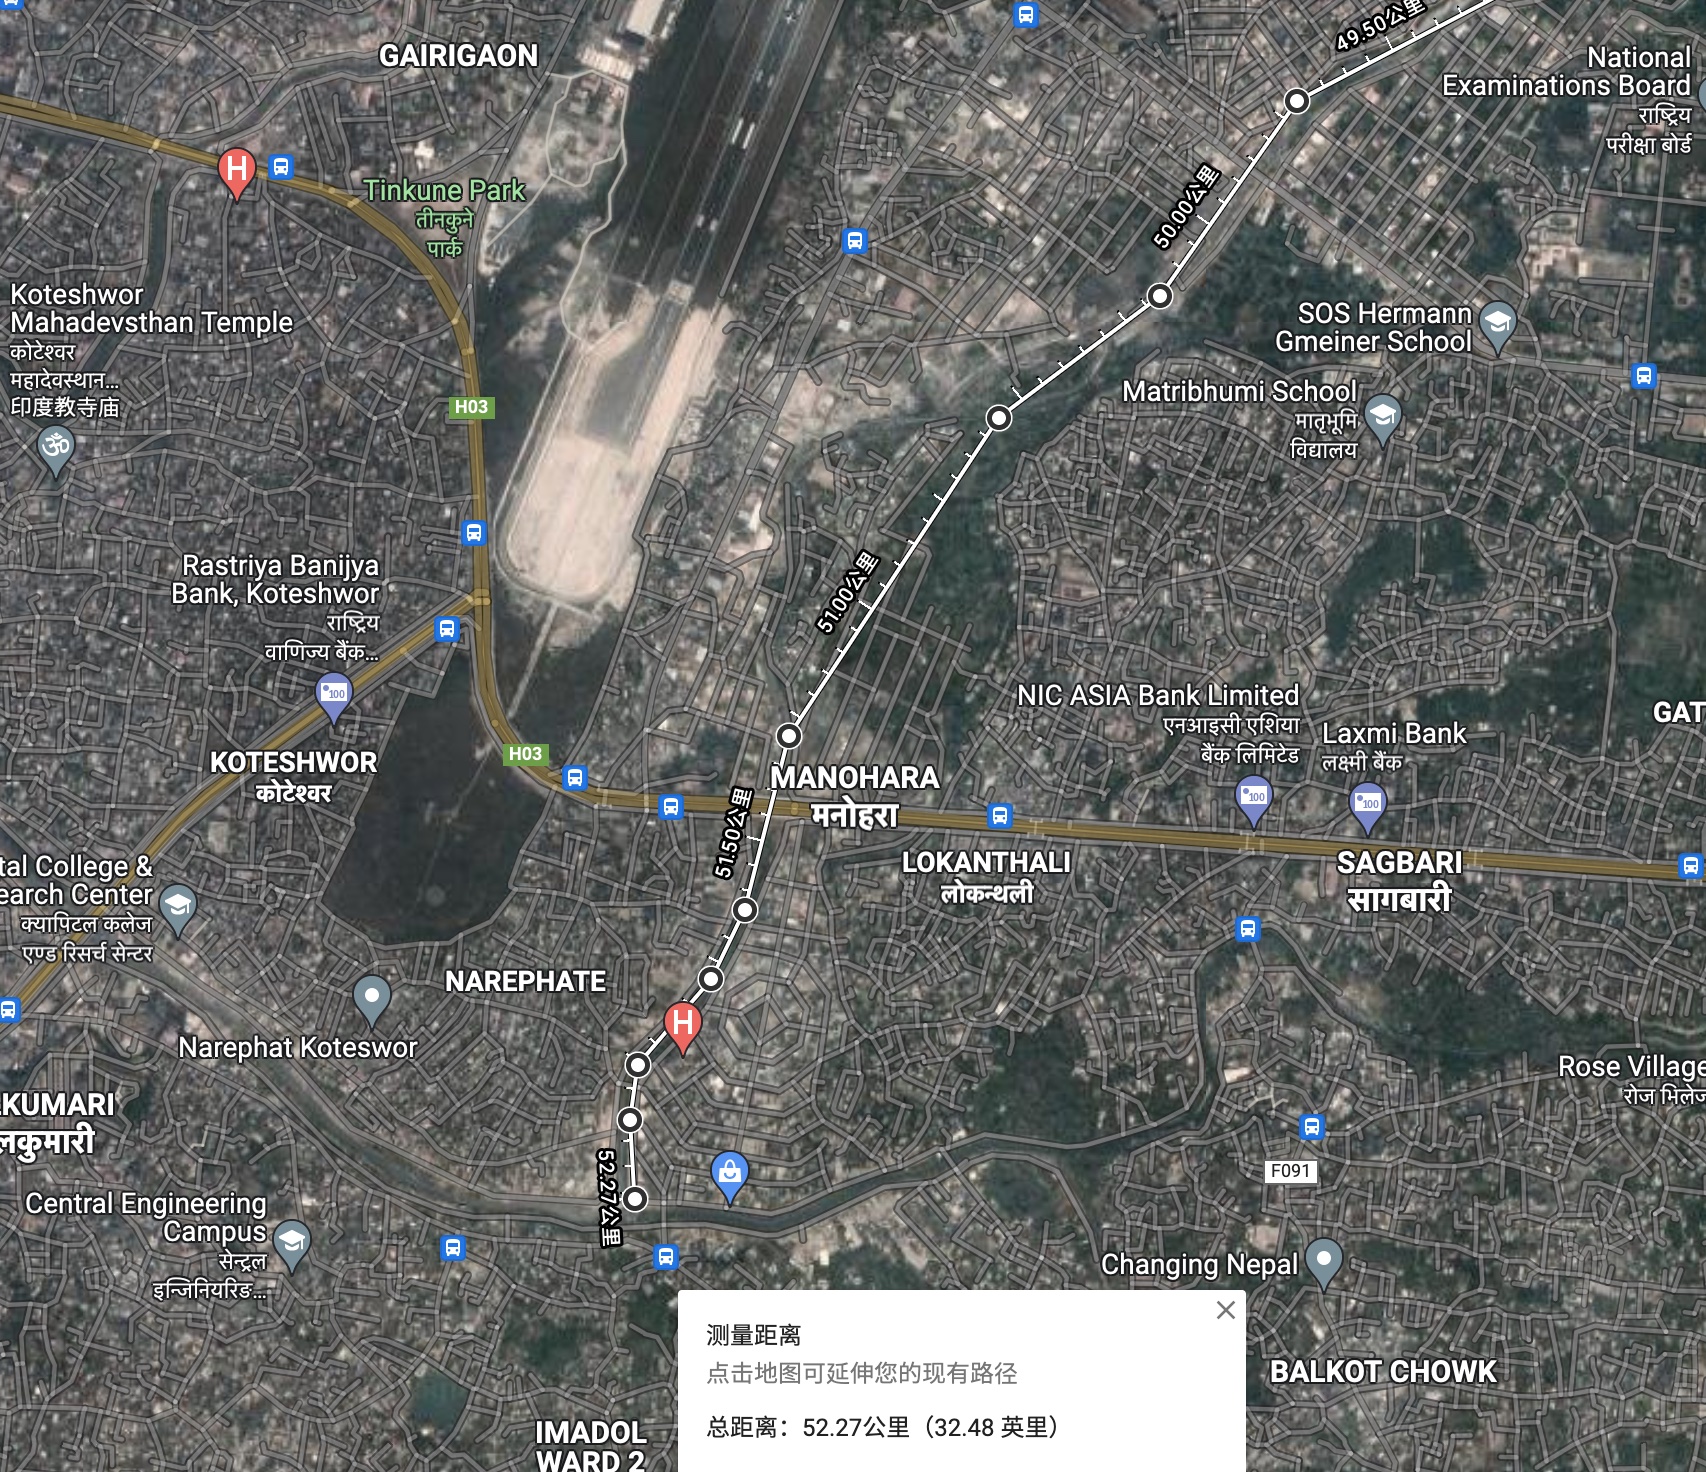 49.50公里
GAIRIGAON
National
Examinations Board
राष्ट्रिय
परीक्षा बोर्ड
H
Tinkune Park
तीनकुने
पार्क
50.00公里
Koteshwor
Mahadevsthan Temple
कोटेश्वर
महादेवस्थान...
印度教寺庙
ॐ
SOS Hermann
Gmeiner School
Matribhumi School
मातृभूमि
विद्यालय
H03
Rastriya Banijya
Bank, Koteshwor
राष्ट्रिय
वाणिज्य बैंक...
100
51.00公里
NIC ASIA Bank Limited
एनआइसी एशिया
बैंक लिमिटेड
100
Laxmi Bank
लक्ष्मी बैंक
100
GAT
KOTESHWOR
कोटेश्वर
H03
MANOHARA
मनोहरा
51.50公里
LOKANTHALI
लोकन्थली
SAGBARI
सागबारी
tal College &
earch Center
क्यापिटल कलेज
एण्ड रिसर्च सेन्टर
NAREPHATE
H
Narephat Koteswor
Rose Village
रोज भिलेज
KUMARI
लकुमारी
F091
52.27公里
Central Engineering
Campus
सेन्ट्रल
इन्जिनियरिङ...
Changing Nepal
BALKOT CHOWK
IMADOL
WARD 2
测量距离
点击地图可延伸您的现有路径
总距离：52.27公里（32.48 英里）